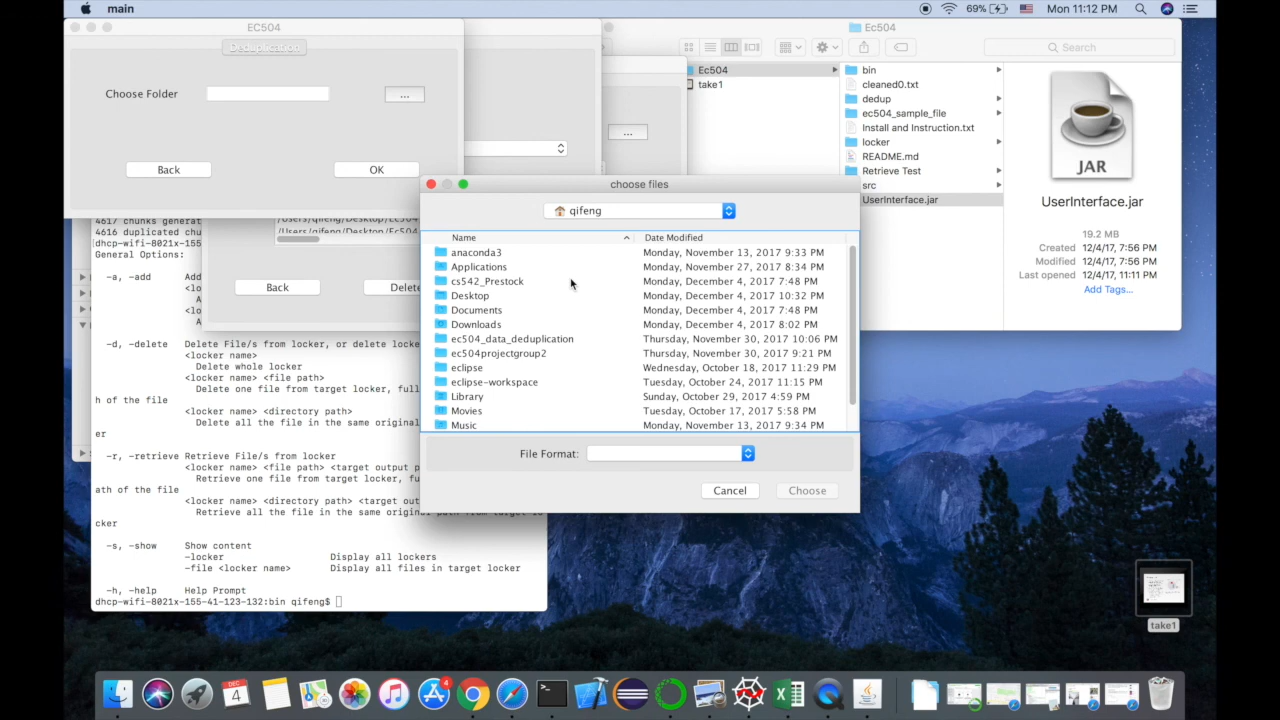 main
69%
Mon 11:12 PM
EC504
Deduplication
Choose Folder
...
Back
OK
...
Ec504
Search
Ec504
take1
bin
cleaned0.txt
dedup
ec504_sample_file
Install and Instruction.txt
locker
README.md
Retrieve Test
src
UserInterface.jar
JAR
UserInterface.jar
19.2 MB
Created 12/4/17, 7:56 PM
Modified 12/4/17, 7:56 PM
Last opened 12/4/17, 11:11 PM
Add Tags...
choose files
qifeng
Name Date Modified
anaconda3 Monday, November 13, 2017 9:33 PM
Applications Monday, November 27, 2017 8:34 PM
cs542_Prestock Monday, December 4, 2017 7:48 PM
Desktop Monday, December 4, 2017 10:32 PM
Documents Monday, December 4, 2017 7:48 PM
Downloads Monday, December 4, 2017 8:02 PM
ec504_data_deduplication Thursday, November 30, 2017 10:06 PM
ec504projectgroup2 Thursday, November 30, 2017 9:21 PM
eclipse Wednesday, October 18, 2017 11:29 PM
eclipse-workspace Tuesday, October 24, 2017 11:15 PM
Library Sunday, October 29, 2017 4:59 PM
Movies Tuesday, October 17, 2017 5:58 PM
Music Monday, November 13, 2017 9:34 PM
File Format:
Cancel
Choose
/Users/qifeng/Desktop/Ec504
Back
Delete
4617 chunks
4616 duplicated chu
dhcp-wifi-8021x-155
General Options:
-a, -add Add
<lo
<lo
A
-d, -delete Delete File/s from locker, or delete locke
<locker name>
Delete whole locker
<locker name> <file path>
Delete one file from target locker, ful
h of the file
<locker name> <directory path>
Delete all the file in the same original
er
-r, -retrieve Retrieve File/s from locker
<locker name> <file path> <target output p
Retrieve one file from target locker, fu
ath of the file
<locker name> <directory path> <target out
Retrieve all the file in the same original path from target lo
cker
-s, -show Show content
-locker Display all lockers
-file <locker name> Display all files in target locker
-h, -help Help Prompt
dhcp-wifi-8021x-155-41-123-132:bin qifeng$
take1
DEC
4
4